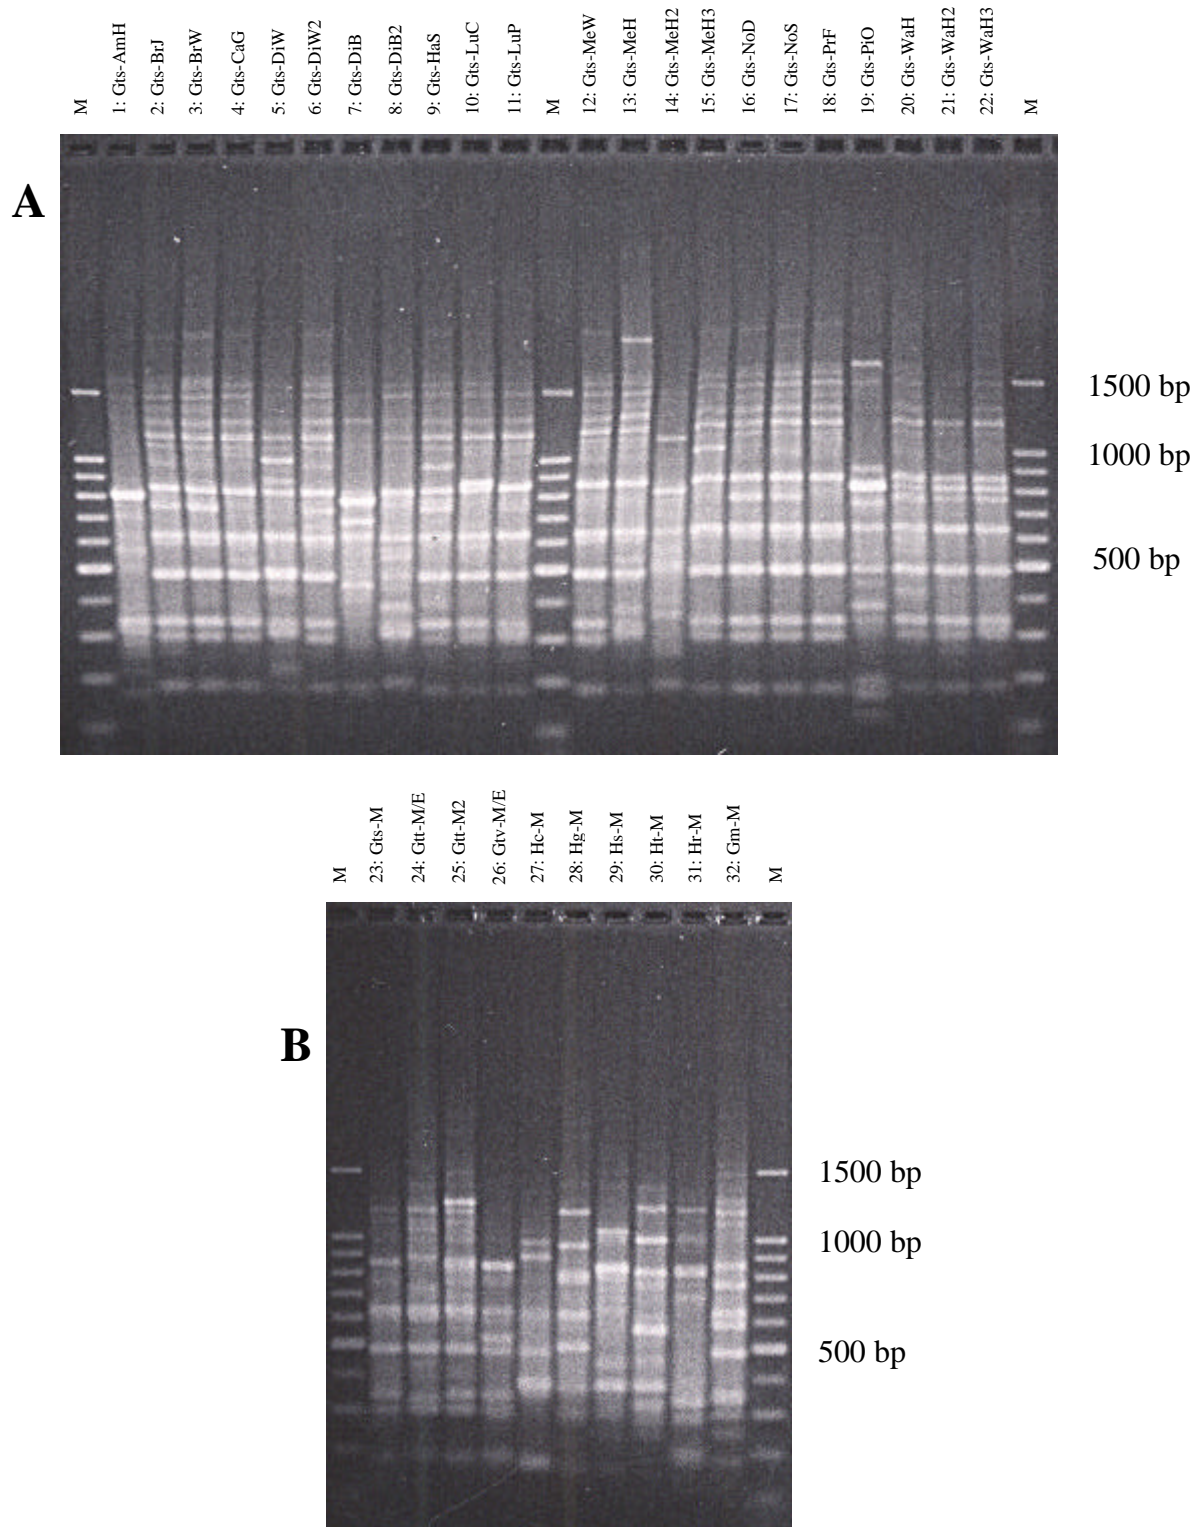 M
1: Gts-AmH
2: Gts-BrJ
3: Gts-BrW
4: Gts-CaG
5: Gts-DiW
6: Gts-DiW2
7: Gts-DiB
8: Gts-DiB2
9: Gts-HaS
10: Gts-LuC
11: Gts-LuP
M
12: Gts-MeW
13: Gts-MeH
14: Gts-MeH2
15: Gts-MeH3
16: Gts-NoD
17: Gts-NoS
18: Gts-PrF
19: Gts-PiO
20: Gts-WaH
21: Gts-WaH2
22: Gts-WaH3
M
A
1500 bp
1000 bp
500 bp
M
23: Gts-M
24: Gtt-M/E
25: Gtt-M2
26: Gtv-M/E
27: Hc-M
28: Hg-M
29: Hs-M
30: Ht-M
31: Hr-M
32: Gm-M
M
B
1500 bp
1000 bp
500 bp